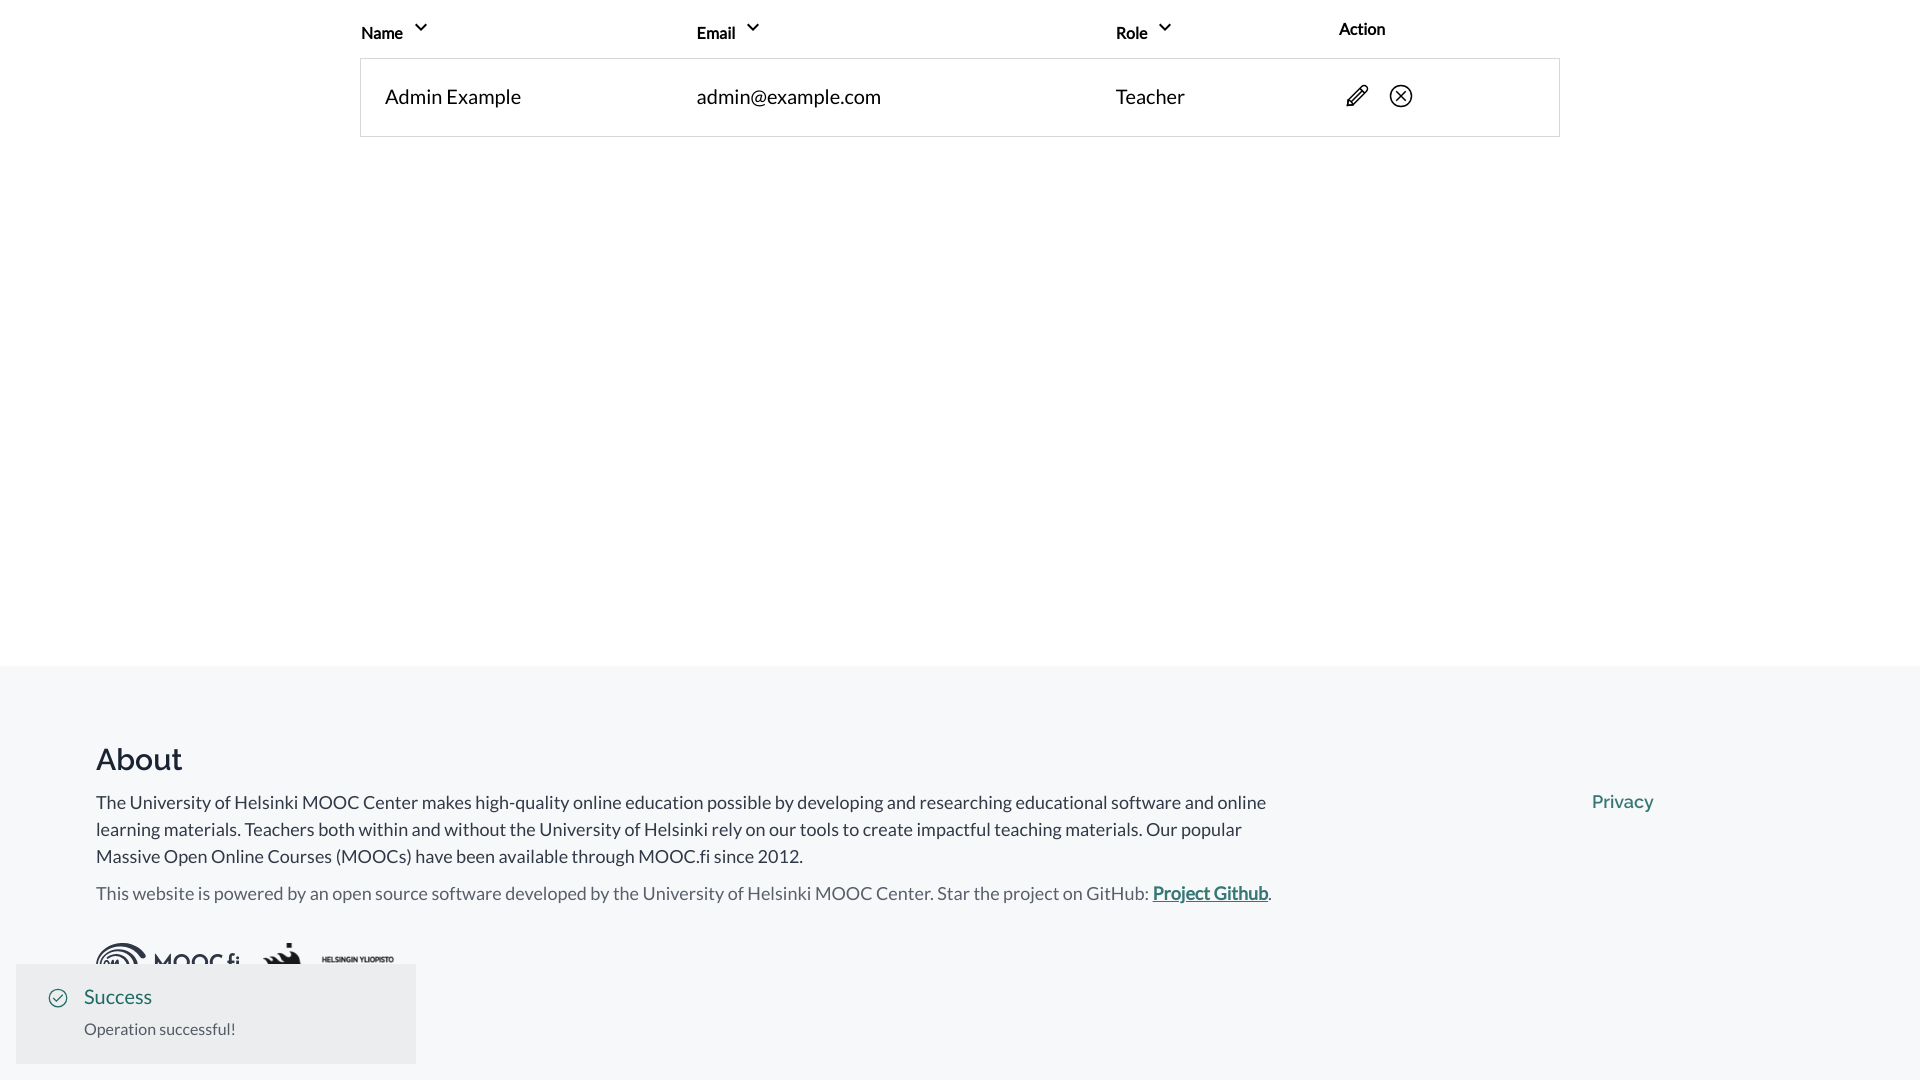 Name
Email
Role
Action
Admin Example
admin@example.com
Teacher
About
The University of Helsinki MOOC Center makes high-quality online education possible by developing and researching educational software and online
learning materials. Teachers both within and without the University of Helsinki rely on our tools to create impactful teaching materials. Our popular
Massive Open Online Courses (MOOCs) have been available through MOOC.fi since 2012.
Privacy
This website is powered by an open source software developed by the University of Helsinki MOOC Center. Star the project on GitHub: Project Github.
MOOC.fi
HELSINGIN YLIOPISTO
Success
Operation successful!